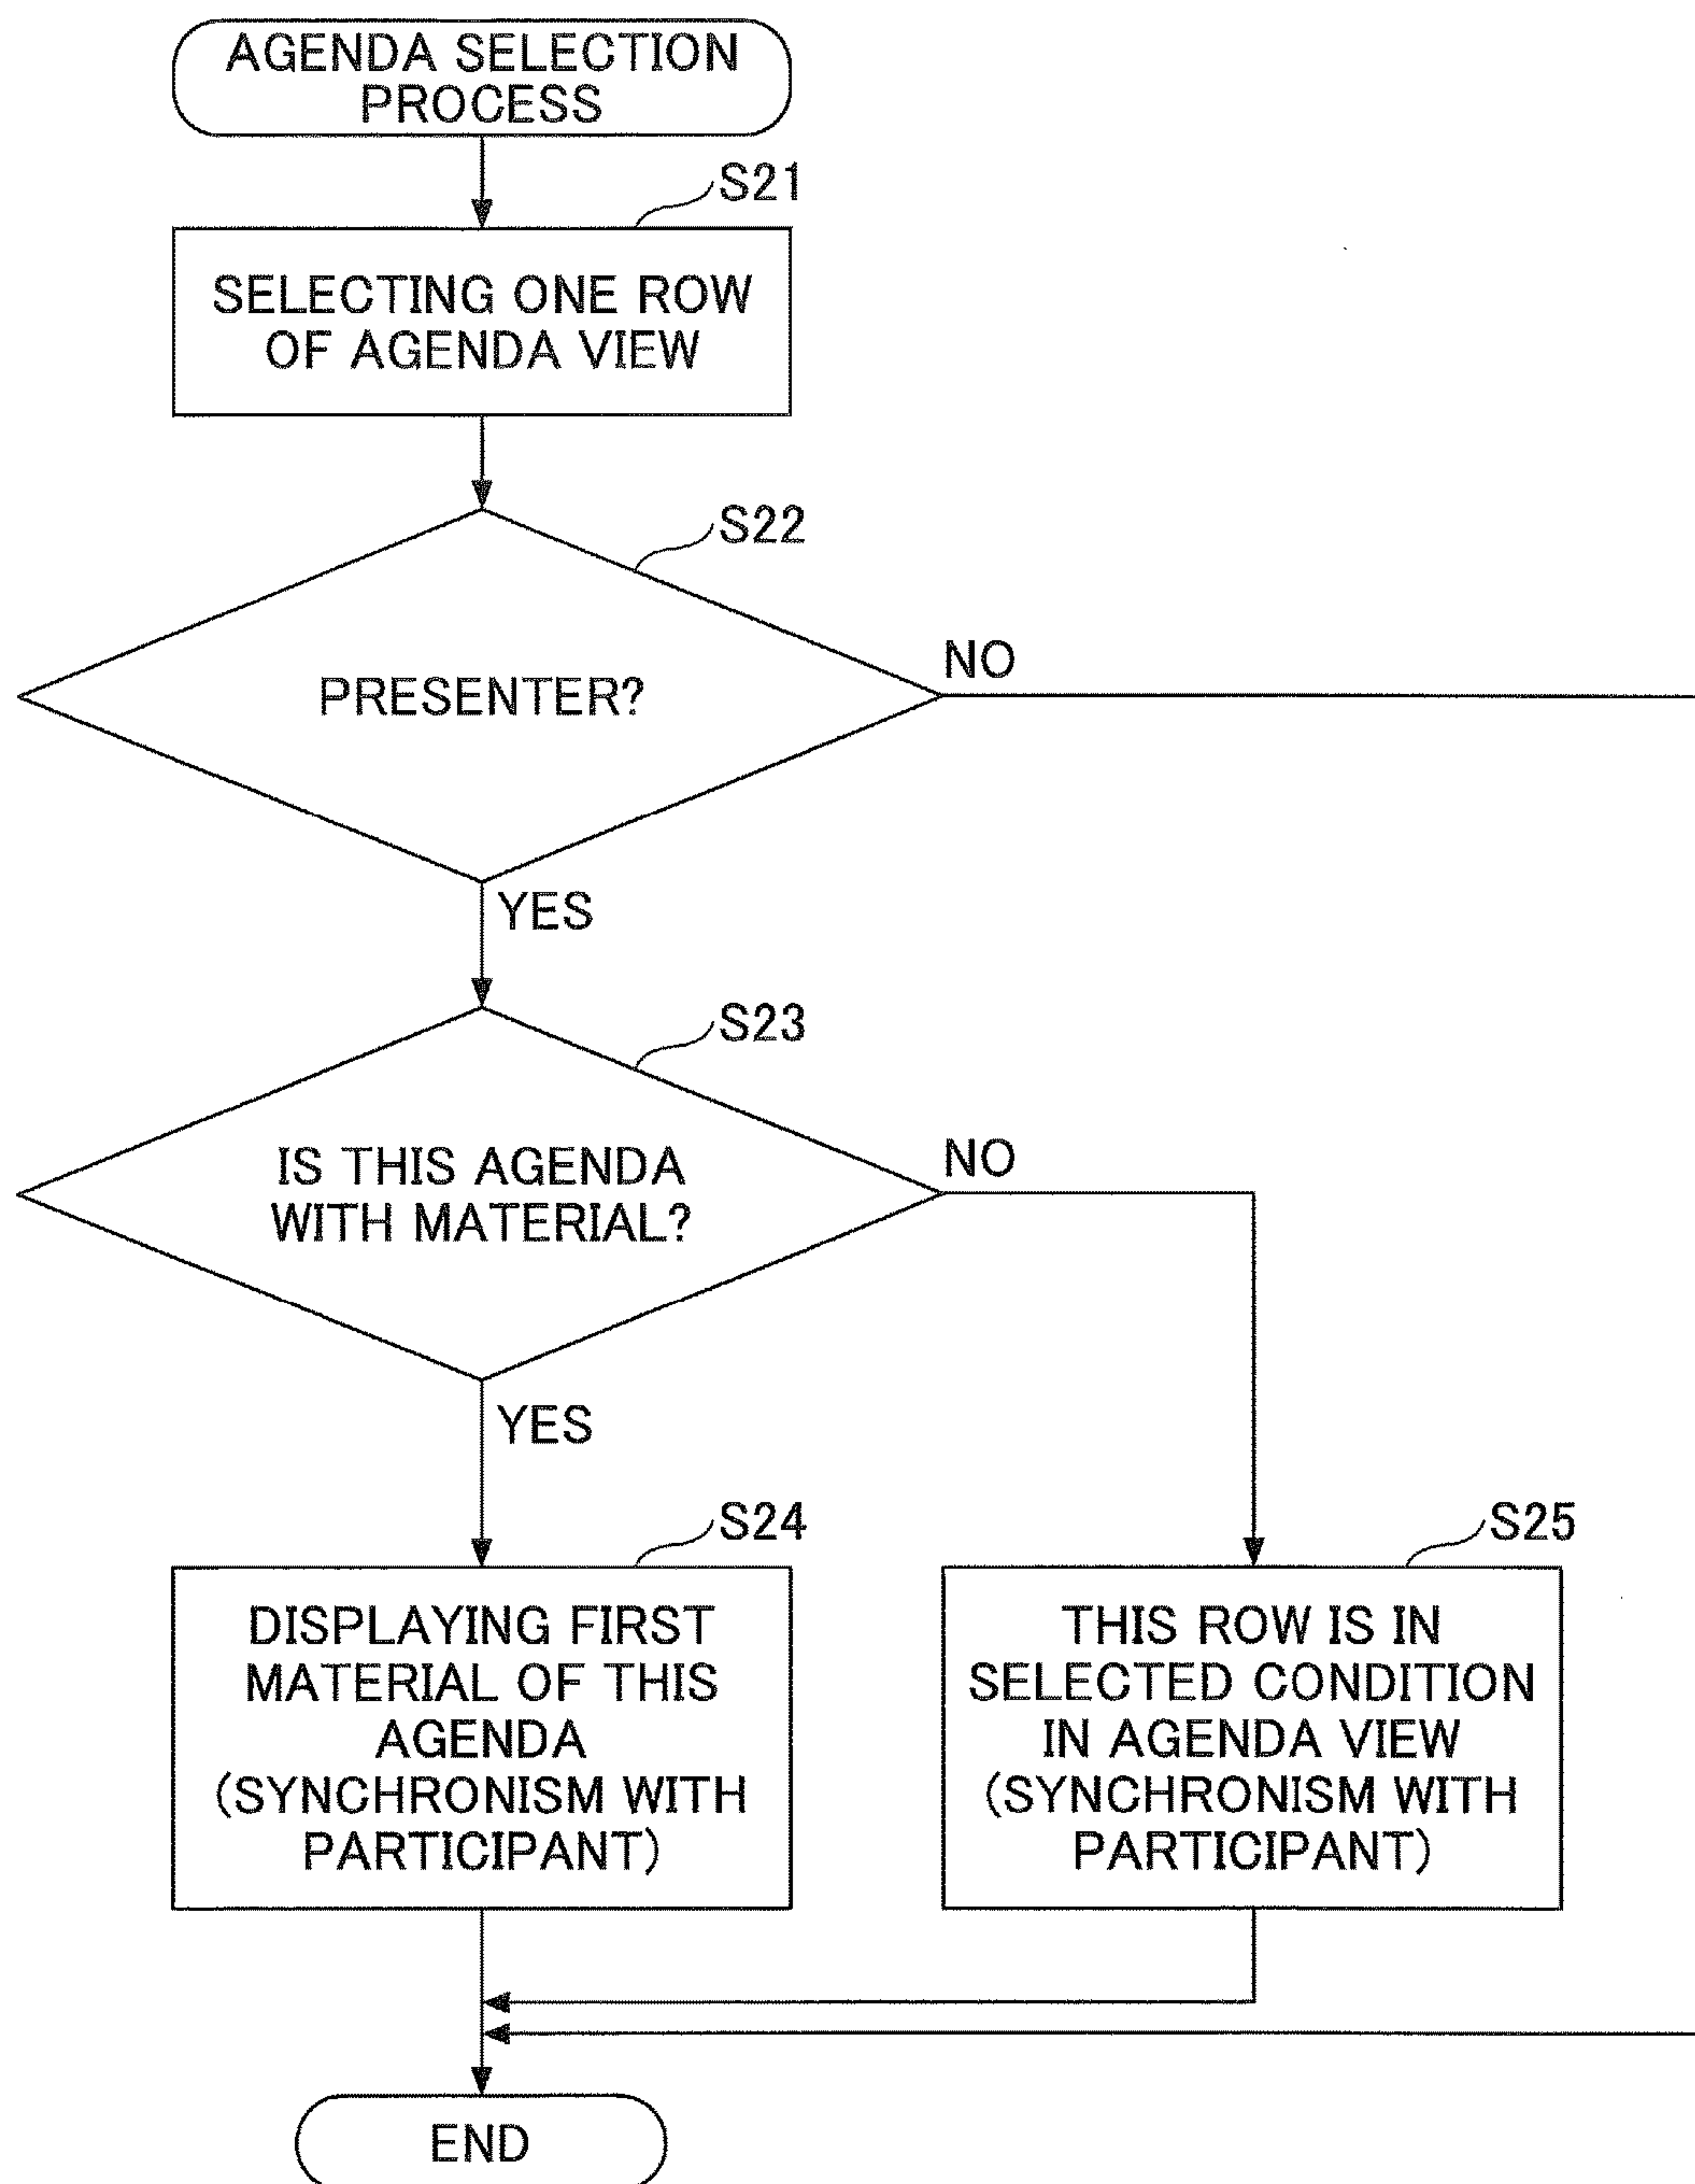 AGENDA SELECTION
PROCESS
S21
SELECTING ONE ROW
OF AGENDA VIEW
S22
PRESENTER?
NO
YES
S23
IS THIS AGENDA
WITH MATERIAL?
NO
YES
S24
DISPLAYING FIRST
MATERIAL OF THIS
AGENDA
(SYNCHRONISM WITH
PARTICIPANT)
S25
THIS ROW IS IN
SELECTED CONDITION
IN AGENDA VIEW
(SYNCHRONISM WITH
PARTICIPANT)
END